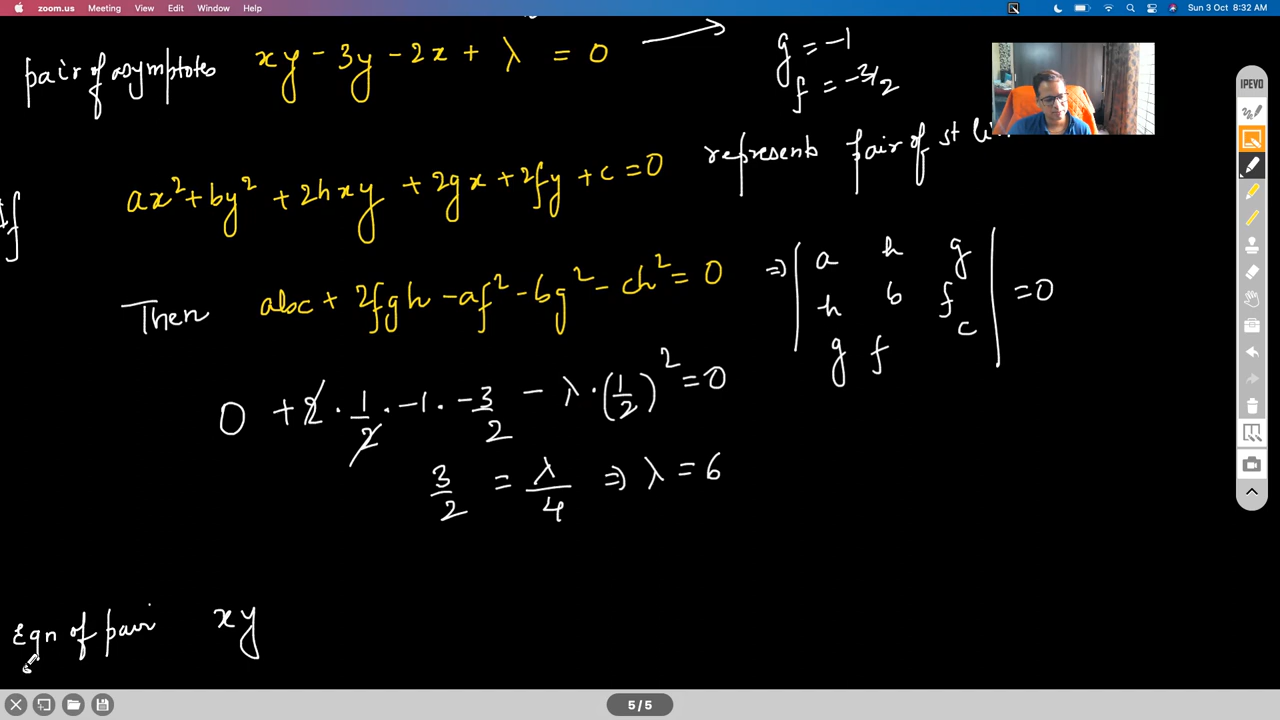 zoom.us Meeting View Edit Window Help Sun 3 Oct 8:32 AM
pair of asymptotes xy - 3y - 2x + λ = 0
g = -1
f = -3/2
IPEVO
represents pair of st
If ax² + by² + 2hxy + 2gx + 2fy + c = 0
Then abc + 2fgh - af² - bg² - ch² = 0 ⇒ | a h g |
| h b f | = 0
| g f c |
0 + 2 · 1/2 · -1 · -3/2 - λ · (1/2)² = 0
3/2 = λ/4 ⇒ λ = 6
Eqn of pair xy
5 / 5